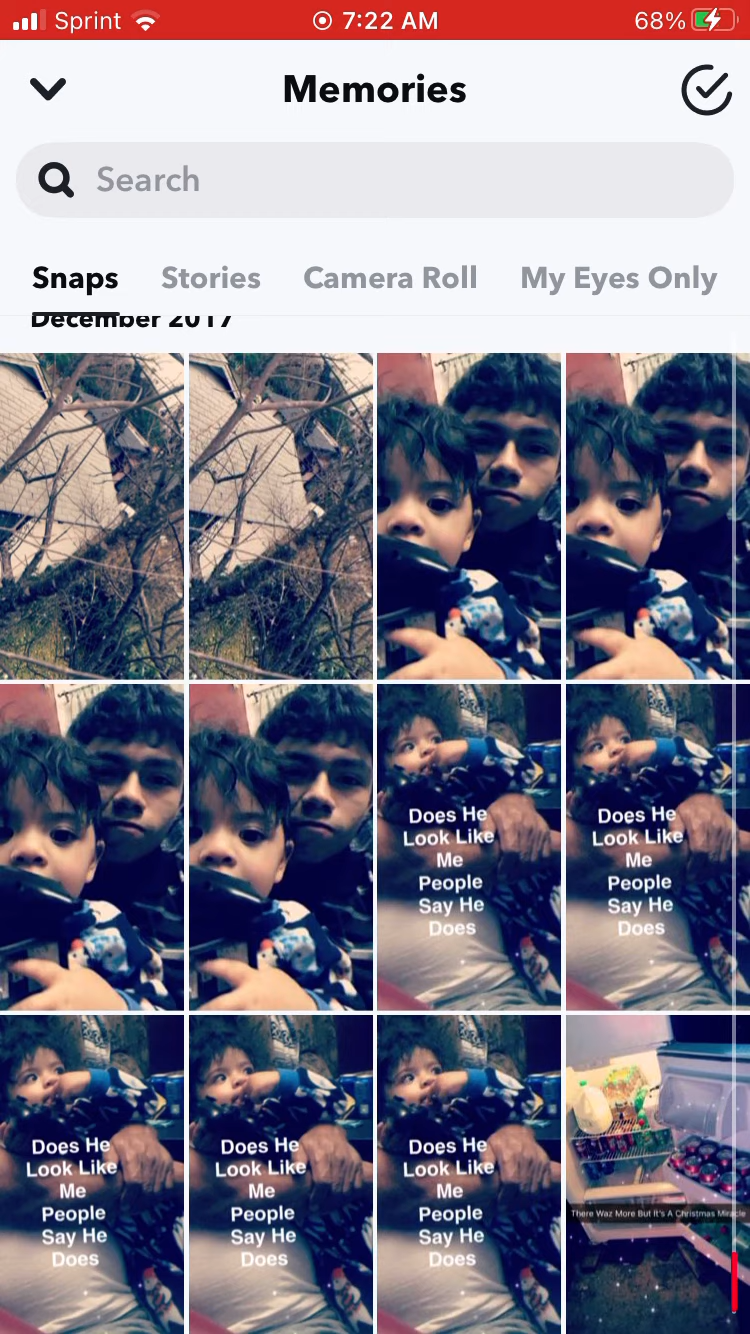 Sprint 7:22 AM 68%
Memories
Search
Snaps Stories Camera Roll My Eyes Only
December 2017
Does He
Look Like
Me
People
Say He
Does
Does He
Look Like
Me
People
Say He
Does
Does He
Look Like
Me
People
Say He
Does
Does He
Look Like
Me
People
Say He
Does
Does He
Look Like
Me
People
Say He
Does
There Waz More But It's A Christmas Miracle